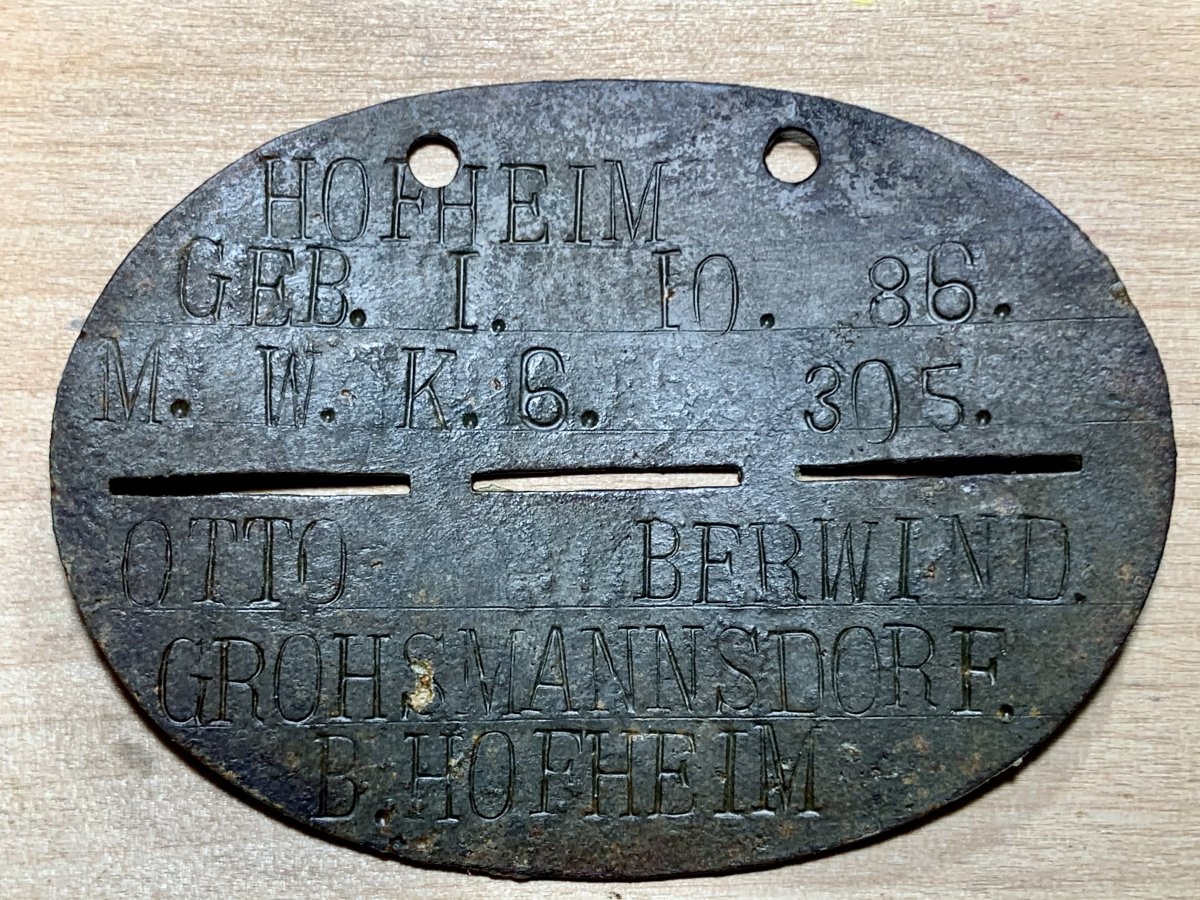 HOFHEIM
GEB. 1. 10. 86.
M. W. K. 6. 305.
OTTO BERWIND.
GROHSMANNSDORF.
B. HOFHEIM